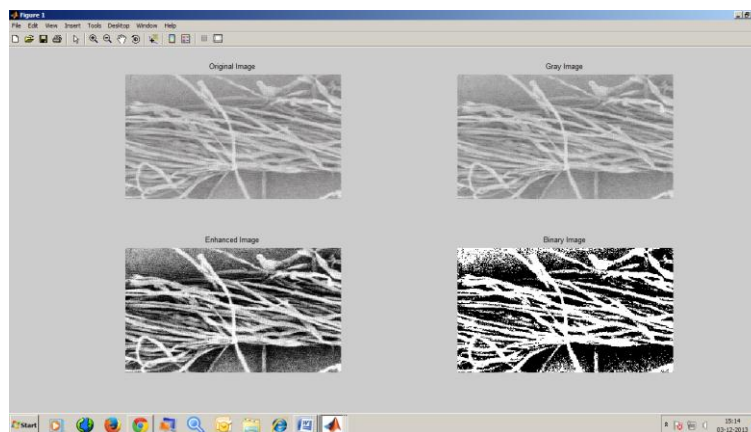 Figure 1
File Edit View Insert Tools Desktop Window Help
Original Image
Gray Image
Enhanced Image
Binary Image
Start
15:14
03-12-2013